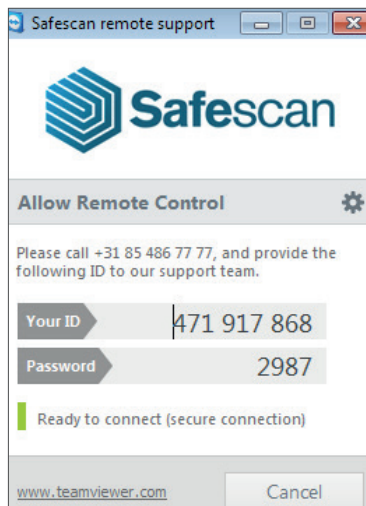 Safescan remote support
Safescan
Allow Remote Control
Please call +31 85 486 77 77, and provide the
following ID to our support team.
Your ID
471 917 868
Password
2987
Ready to connect (secure connection)
www.teamviewer.com
Cancel